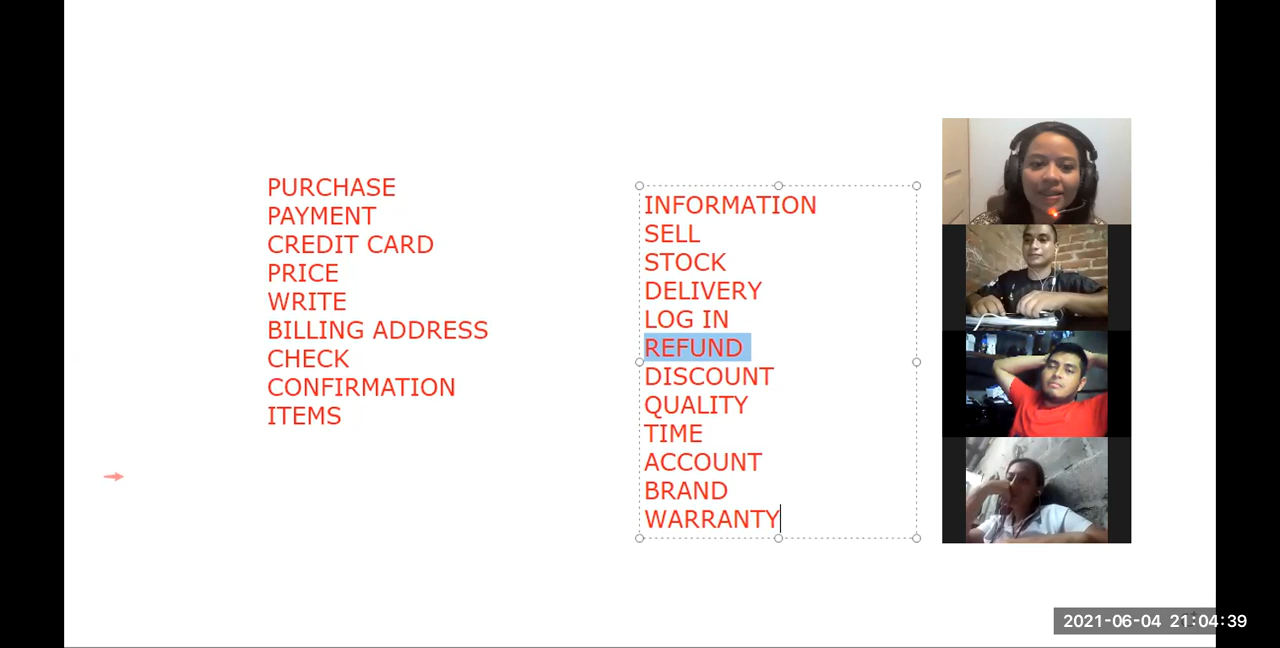 PURCHASE
PAYMENT
CREDIT CARD
PRICE
WRITE
BILLING ADDRESS
CHECK
CONFIRMATION
ITEMS
INFORMATION
SELL
STOCK
DELIVERY
LOG IN
REFUND
DISCOUNT
QUALITY
TIME
ACCOUNT
BRAND
WARRANTY
2021-06-04 21:04:39